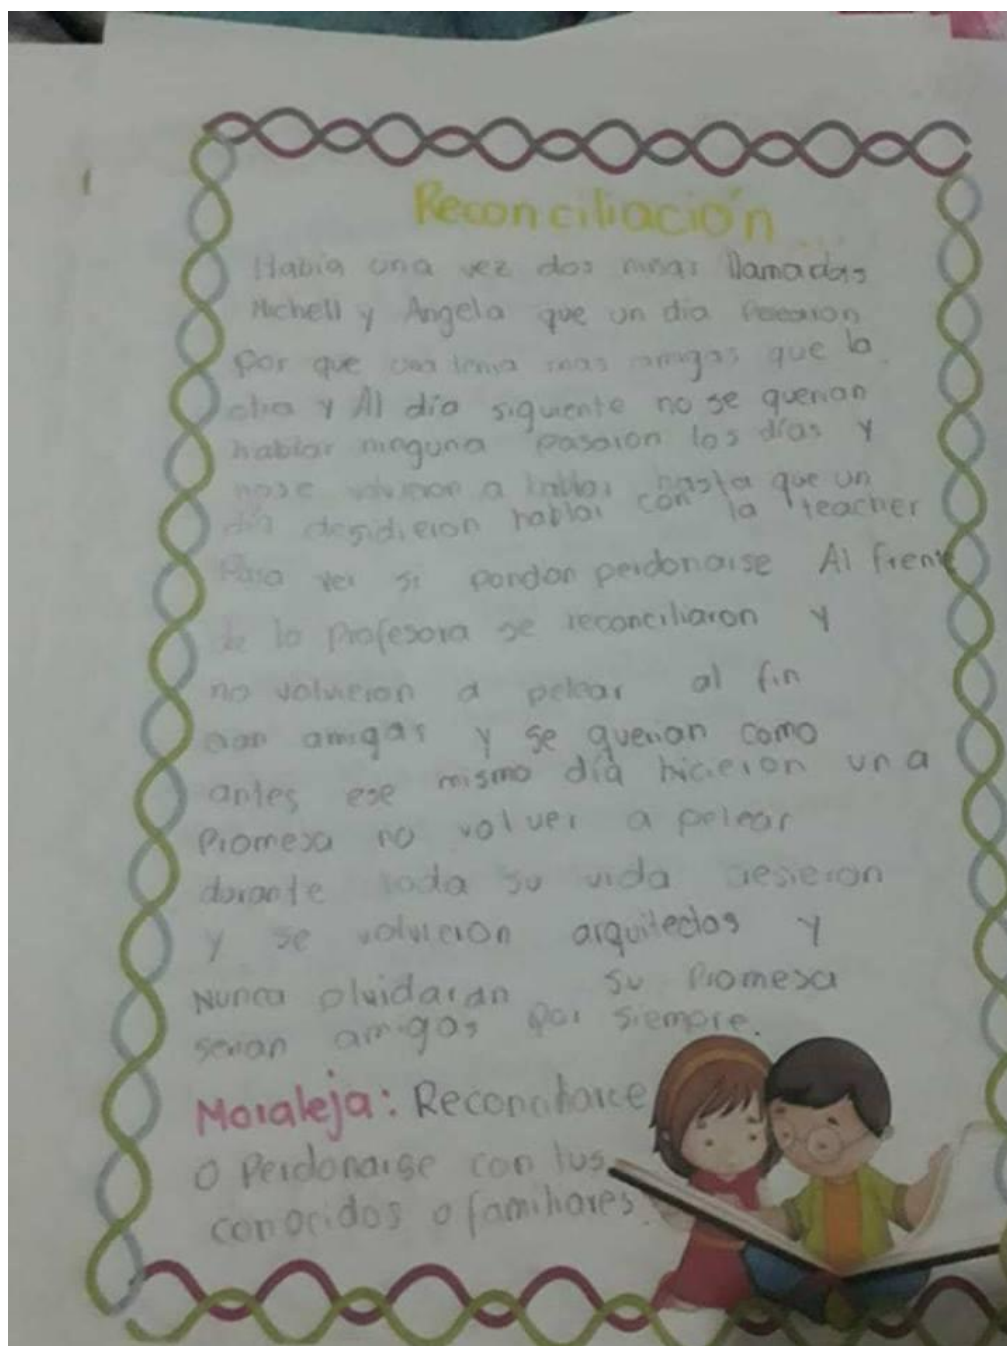 Reconciliación
Había una vez dos niñas llamadas
Michell y Angela que un día Pelearon
por que una tenia mas amigas que la
otra y Al día siguiente no se querian
hablar ninguna pasaron los días y
nose volvieron a hablar hasta que un
día desidieron hablar con la teacher
Para ver si pondan perdonarse Al frente
de la Profesora se reconciliaron y
no volvieron a pelear al fin
eran amigas y se querian como
antes ese mismo día hicieron una
Promesa no volver a pelear
durante toda su vida
y se volvieron arquitectos y
Nunca olvidaran su Promesa
seran amigos por siempre.
Moraleja: Reconciliarce
o Perdonarse con tus
conocidos o familiares.